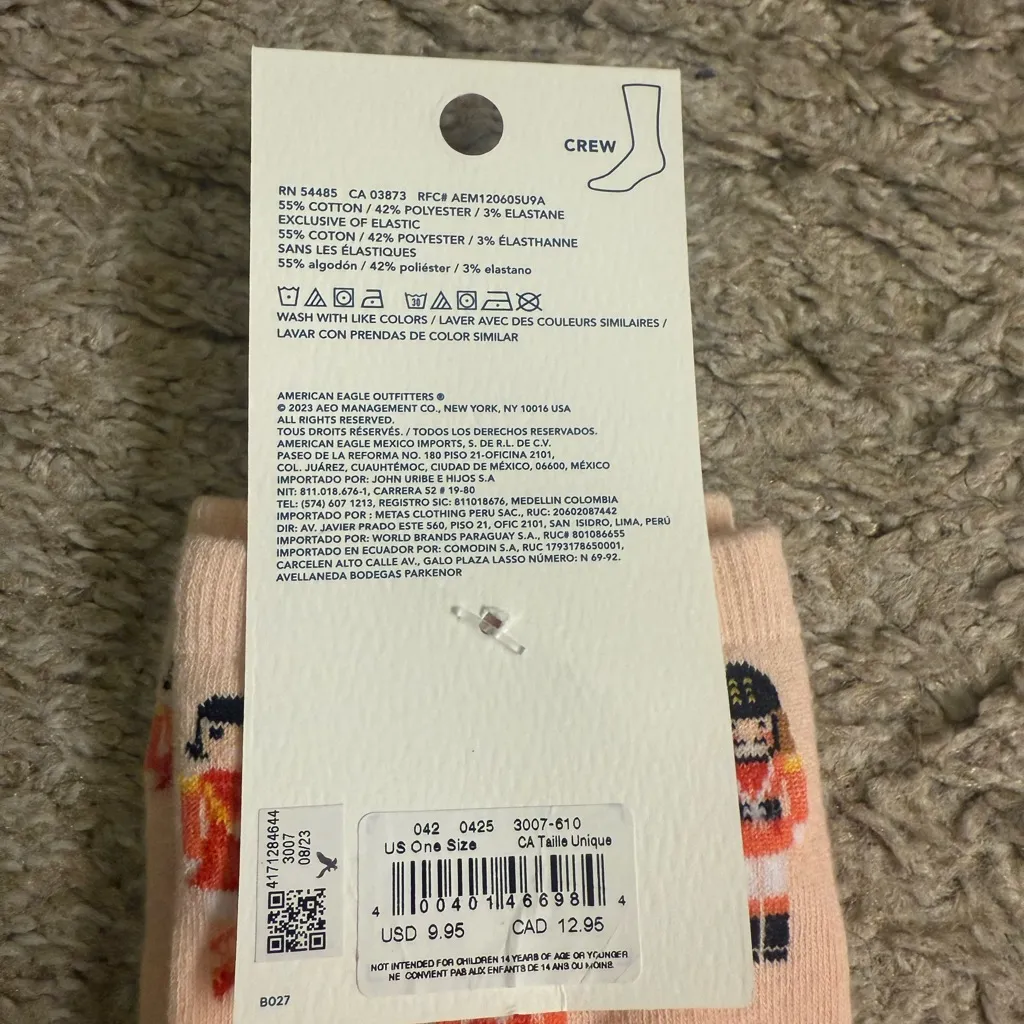 CREW
RN 54485 CA 03873 RFC# AEM120605U9A
55% COTTON / 42% POLYESTER / 3% ELASTANE
EXCLUSIVE OF ELASTIC
55% COTON / 42% POLYESTER / 3% ÉLASTHANNE
SANS LES ÉLASTIQUES
55% algodón / 42% poliéster / 3% elastano
30
WASH WITH LIKE COLORS / LAVER AVEC DES COULEURS SIMILAIRES /
LAVAR CON PRENDAS DE COLOR SIMILAR
AMERICAN EAGLE OUTFITTERS ®
© 2023 AEO MANAGEMENT CO., NEW YORK, NY 10016 USA
ALL RIGHTS RESERVED.
TOUS DROITS RÉSERVÉS. / TODOS LOS DERECHOS RESERVADOS.
AMERICAN EAGLE MEXICO IMPORTS, S. DE R.L. DE C.V.
PASEO DE LA REFORMA NO. 180 PISO 21-OFICINA 2101,
COL. JUÁREZ, CUAUHTÉMOC, CIUDAD DE MÉXICO, 06600, MÉXICO
IMPORTADO POR: JOHN URIBE E HIJOS S.A
NIT: 811.018.676-1, CARRERA 52 # 19-80
TEL: (574) 607 1213, REGISTRO SIC: 811018676, MEDELLIN COLOMBIA
IMPORTADO POR : METAS CLOTHING PERU SAC., RUC: 20602087442
DIR: AV. JAVIER PRADO ESTE 560, PISO 21, OFIC 2101, SAN ISIDRO, LIMA, PERÚ
IMPORTADO POR: WORLD BRANDS PARAGUAY S.A., RUC# 801086655
IMPORTADO EN ECUADOR POR: COMODIN S.A, RUC 1793178650001,
CARCELEN ALTO CALLE AV., GALO PLAZA LASSO NÚMERO: N 69-92.
AVELLANEDA BODEGAS PARKENOR
4171284644
3007
08/23
042 0425 3007-610
US One Size CA Taille Unique
4 00401 46698 4
USD 9.95 CAD 12.95
NOT INTENDED FOR CHILDREN 14 YEARS OF AGE OR YOUNGER
NE CONVIENT PAS AUX ENFANTS DE 14 ANS OU MOINS.
B027